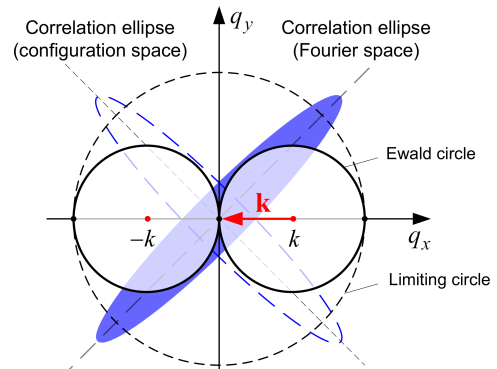 Correlation ellipse
(configuration space)
q_y
Correlation ellipse
(Fourier space)
Ewald circle
k
−k
k
q_x
Limiting circle